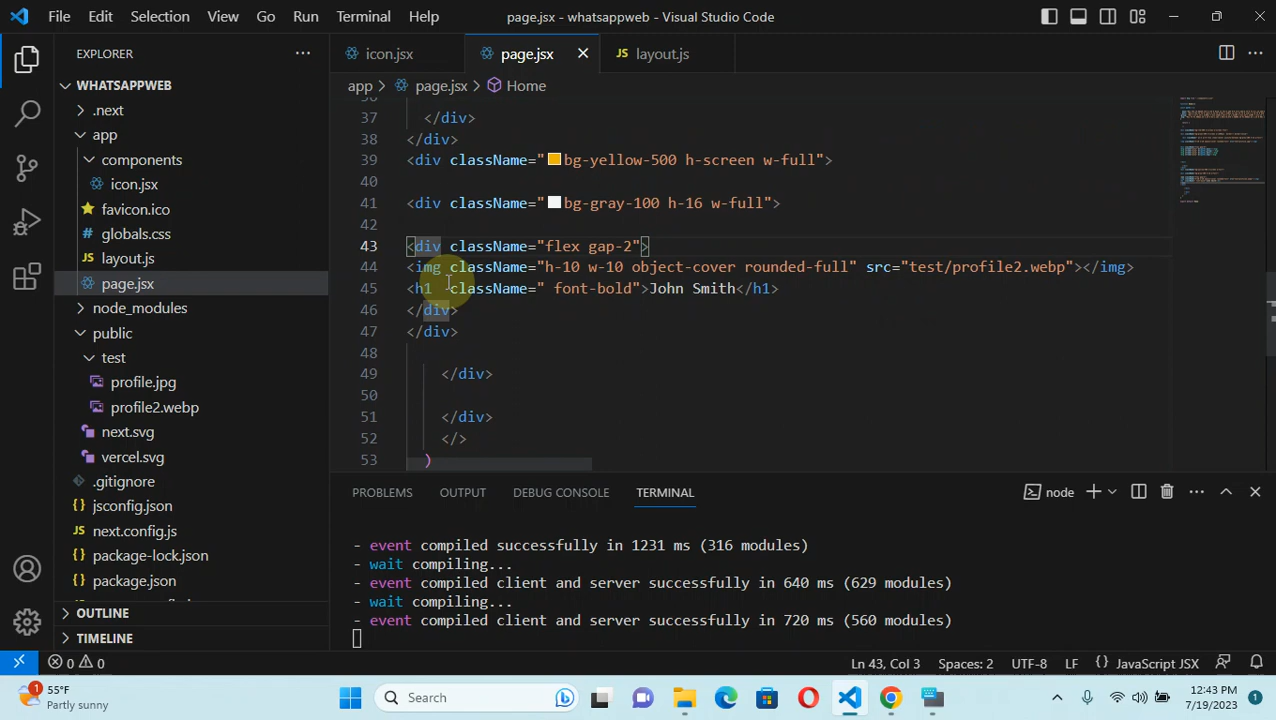 File Edit Selection View Go Run Terminal Help
page.jsx - whatsappweb - Visual Studio Code
EXPLORER
icon.jsx
page.jsx
JS layout.js
WHATSAPPWEB
app > page.jsx > Home
.next
app
components
icon.jsx
favicon.ico
globals.css
JS layout.js
page.jsx
node_modules
public
test
profile.jpg
profile2.webp
next.svg
vercel.svg
.gitignore
{} jsconfig.json
JS next.config.js
{} package-lock.json
{} package.json
OUTLINE
TIMELINE
36
37 </div>
38 </div>
39 <div className="bg-yellow-500 h-screen w-full">
40
41 <div className="bg-gray-100 h-16 w-full">
42
43 <div className="flex gap-2">
44 <img className="h-10 w-10 object-cover rounded-full" src="test/profile2.webp"></img>
45 <h1 className=" font-bold">John Smith</h1>
46 </div>
47 </div>
48
49 </div>
50
51 </div>
52 </>
53 )
PROBLEMS OUTPUT DEBUG CONSOLE TERMINAL
node
- event compiled successfully in 1231 ms (316 modules)
- wait compiling...
- event compiled client and server successfully in 640 ms (629 modules)
- wait compiling...
- event compiled client and server successfully in 720 ms (560 modules)
0 0
Ln 43, Col 3 Spaces: 2 UTF-8 LF {} JavaScript JSX
1
55°F
Partly sunny
Search
12:43 PM
7/19/2023
1